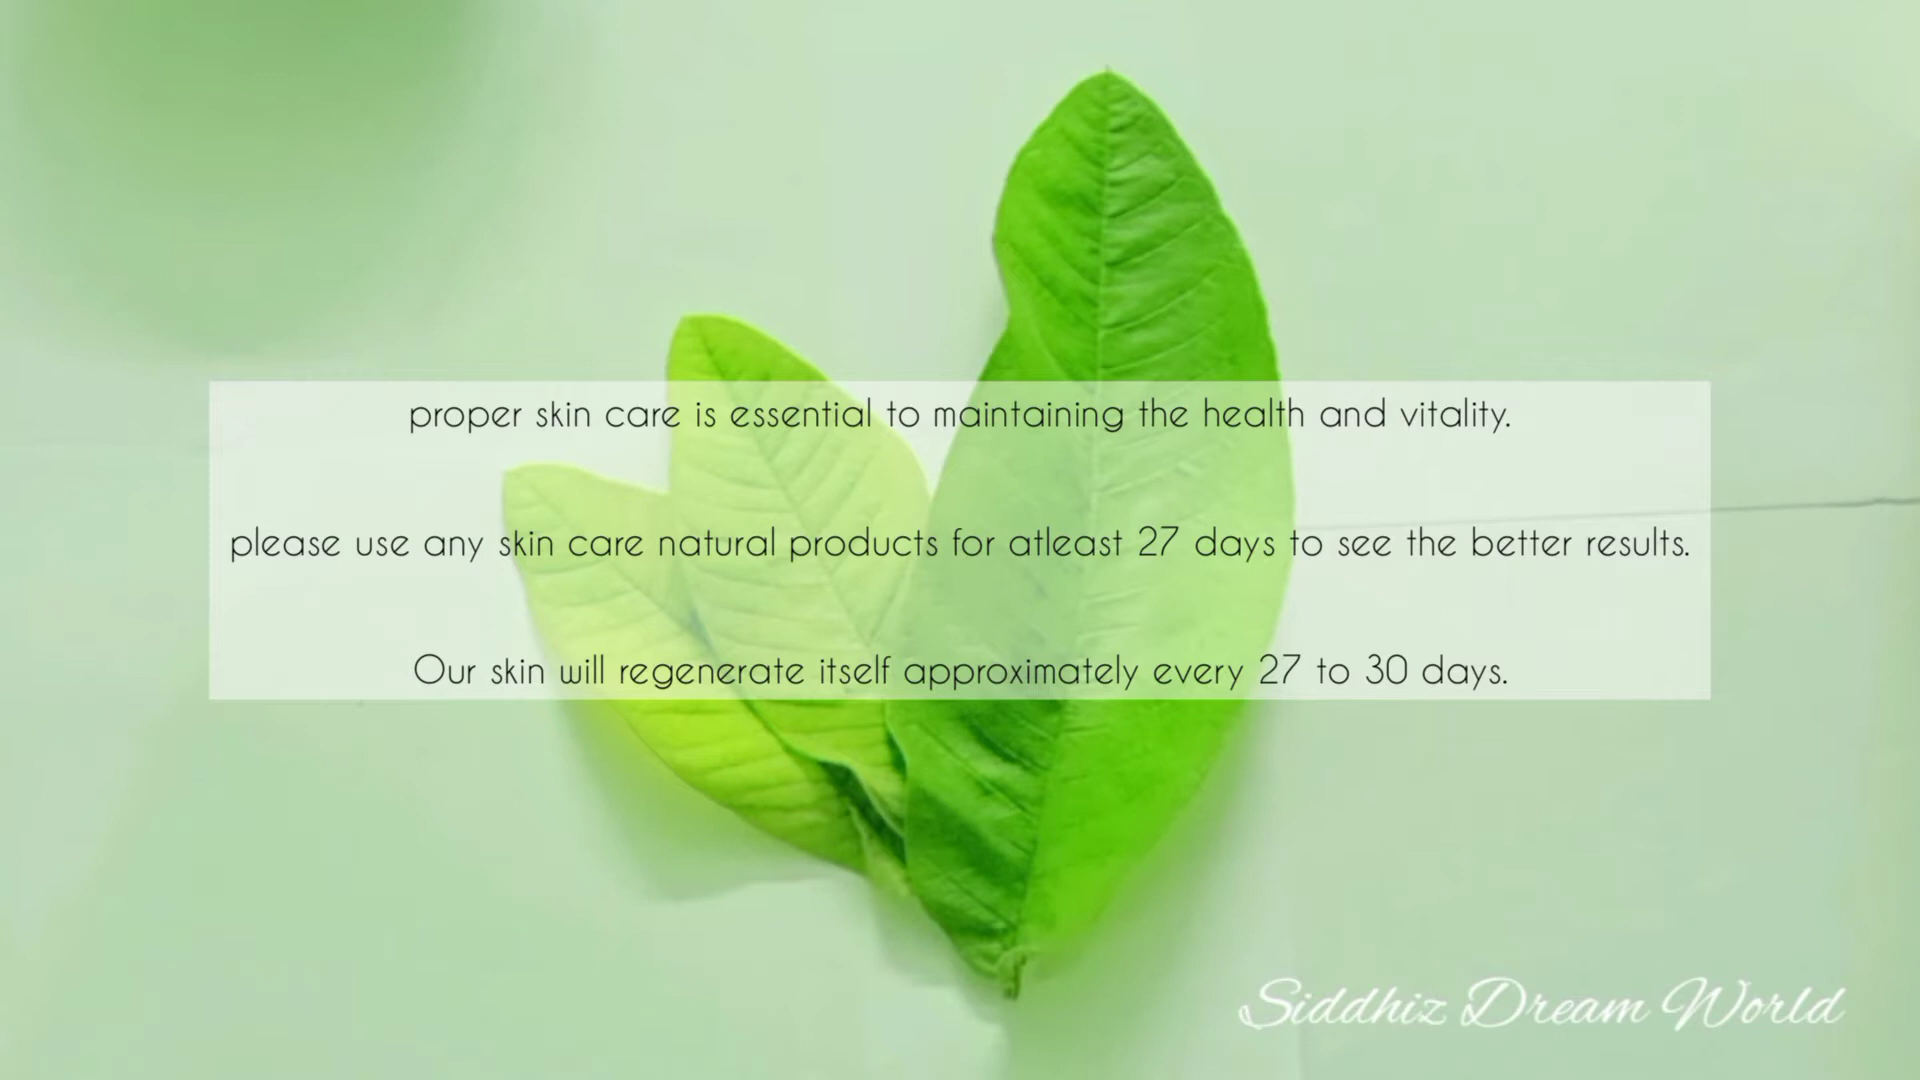 proper skin care is essential to maintaining the health and vitality.
please use any skin care natural products for atleast 27 days to see the better results.
Our skin will regenerate itself approximately every 27 to 30 days.
Siddhiz Dream World